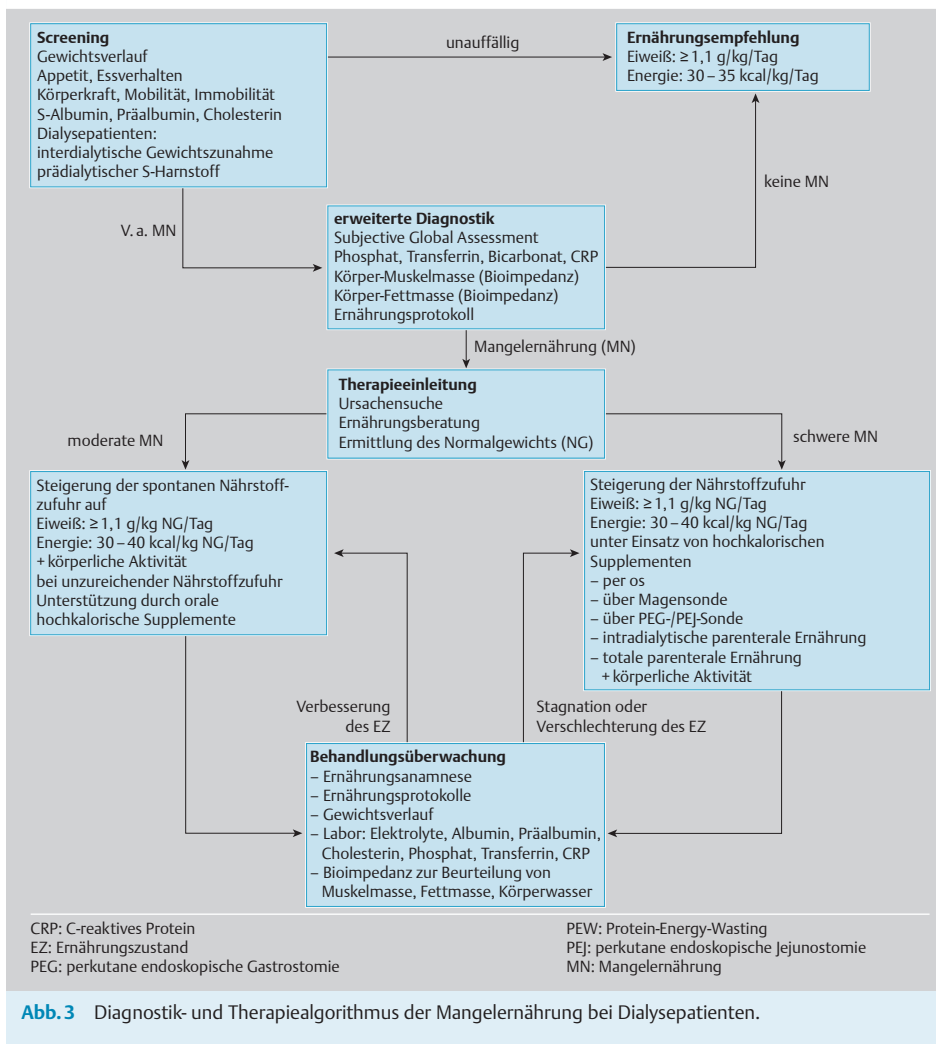 Screening
Gewichtsverlauf
Appetit, Essverhalten
Körperkraft, Mobilität, Immobilität
S-Albumin, Präalbumin, Cholesterin
Dialysepatienten:
interdialytische Gewichtszunahme
prädialytischer S-Harnstoff
unauffällig
Ernährungsempfehlung
Eiweiß: ≥ 1,1 g/kg/Tag
Energie: 30 – 35 kcal/kg/Tag
V. a. MN
keine MN
erweiterte Diagnostik
Subjective Global Assessment
Phosphat, Transferrin, Bicarbonat, CRP
Körper-Muskelmasse (Bioimpedanz)
Körper-Fettmasse (Bioimpedanz)
Ernährungsprotokoll
Mangelernährung (MN)
Therapieeinleitung
Ursachensuche
Ernährungsberatung
Ermittlung des Normalgewichts (NG)
moderate MN
schwere MN
Steigerung der spontanen Nährstoff-
zufuhr auf
Eiweiß: ≥ 1,1 g/kg NG/Tag
Energie: 30 – 40 kcal/kg NG/Tag
+ körperliche Aktivität
bei unzureichender Nährstoffzufuhr
Unterstützung durch orale
hochkalorische Supplemente
Steigerung der Nährstoffzufuhr
Eiweiß: ≥ 1,1 g/kg NG/Tag
Energie: 30 – 40 kcal/kg NG/Tag
unter Einsatz von hochkalorischen
Supplementen
– per os
– über Magensonde
– über PEG-/PEJ-Sonde
– intradialytische parenterale Ernährung
– totale parenterale Ernährung
+ körperliche Aktivität
Verbesserung
des EZ
Stagnation oder
Verschlechterung des EZ
Behandlungsüberwachung
– Ernährungsanamnese
– Ernährungsprotokolle
– Gewichtsverlauf
– Labor: Elektrolyte, Albumin, Präalbumin,
Cholesterin, Phosphat, Transferrin, CRP
– Bioimpedanz zur Beurteilung von
Muskelmasse, Fettmasse, Körperwasser
CRP: C-reaktives Protein
EZ: Ernährungszustand
PEG: perkutane endoskopische Gastrostomie
PEW: Protein-Energy-Wasting
PEJ: perkutane endoskopische Jejunostomie
MN: Mangelernährung
Abb. 3 Diagnostik- und Therapiealgorithmus der Mangelernährung bei Dialysepatienten.